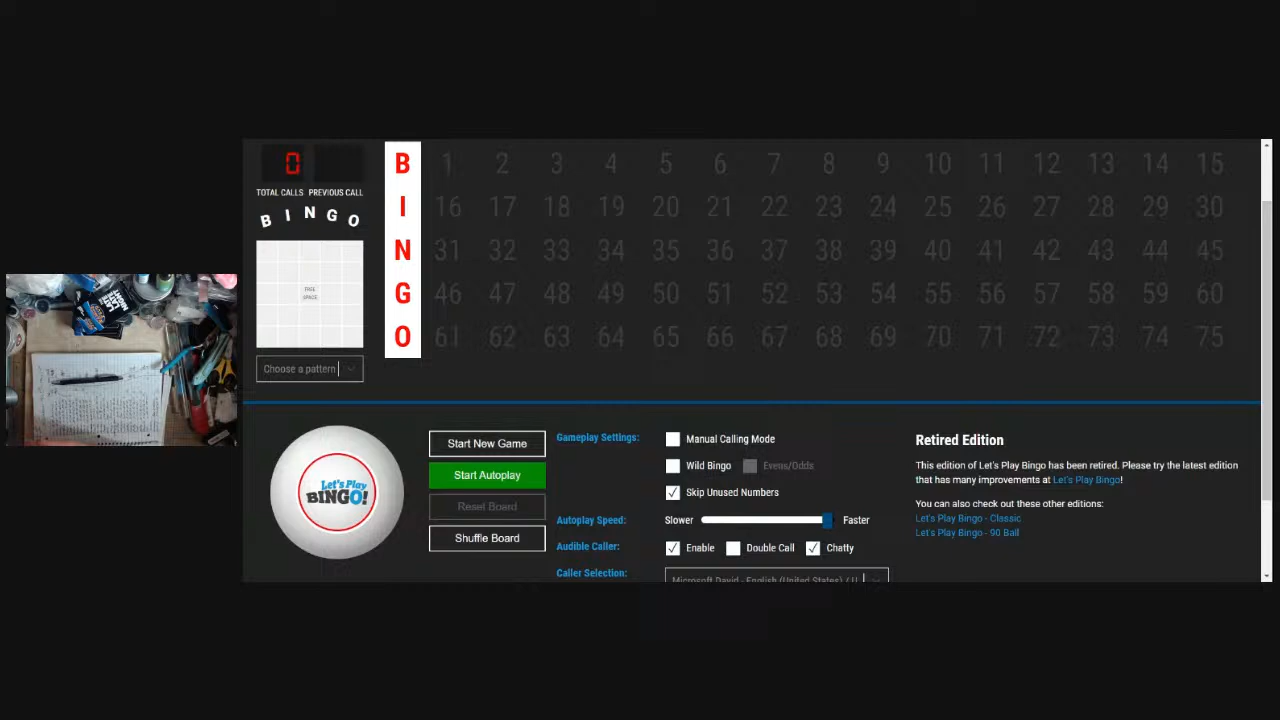 0
TOTAL CALLS PREVIOUS CALL
BINGO
FREE
SPACE
Choose a pattern
B 1 2 3 4 5 6 7 8 9 10 11 12 13 14 15
I 16 17 18 19 20 21 22 23 24 25 26 27 28 29 30
N 31 32 33 34 35 36 37 38 39 40 41 42 43 44 45
G 46 47 48 49 50 51 52 53 54 55 56 57 58 59 60
O 61 62 63 64 65 66 67 68 69 70 71 72 73 74 75
Let's Play
BINGO!
Start New Game
Start Autoplay
Reset Board
Shuffle Board
Gameplay Settings:
Manual Calling Mode
Wild Bingo Evens/Odds
Skip Unused Numbers
Autoplay Speed: Slower Faster
Audible Caller: Enable Double Call Chatty
Caller Selection: Microsoft David - English (United States) /
Retired Edition
This edition of Let's Play Bingo has been retired. Please try the latest edition
that has many improvements at Let's Play Bingo!
You can also check out these other editions:
Let's Play Bingo - Classic
Let's Play Bingo - 90 Ball
LATE
NIGHT